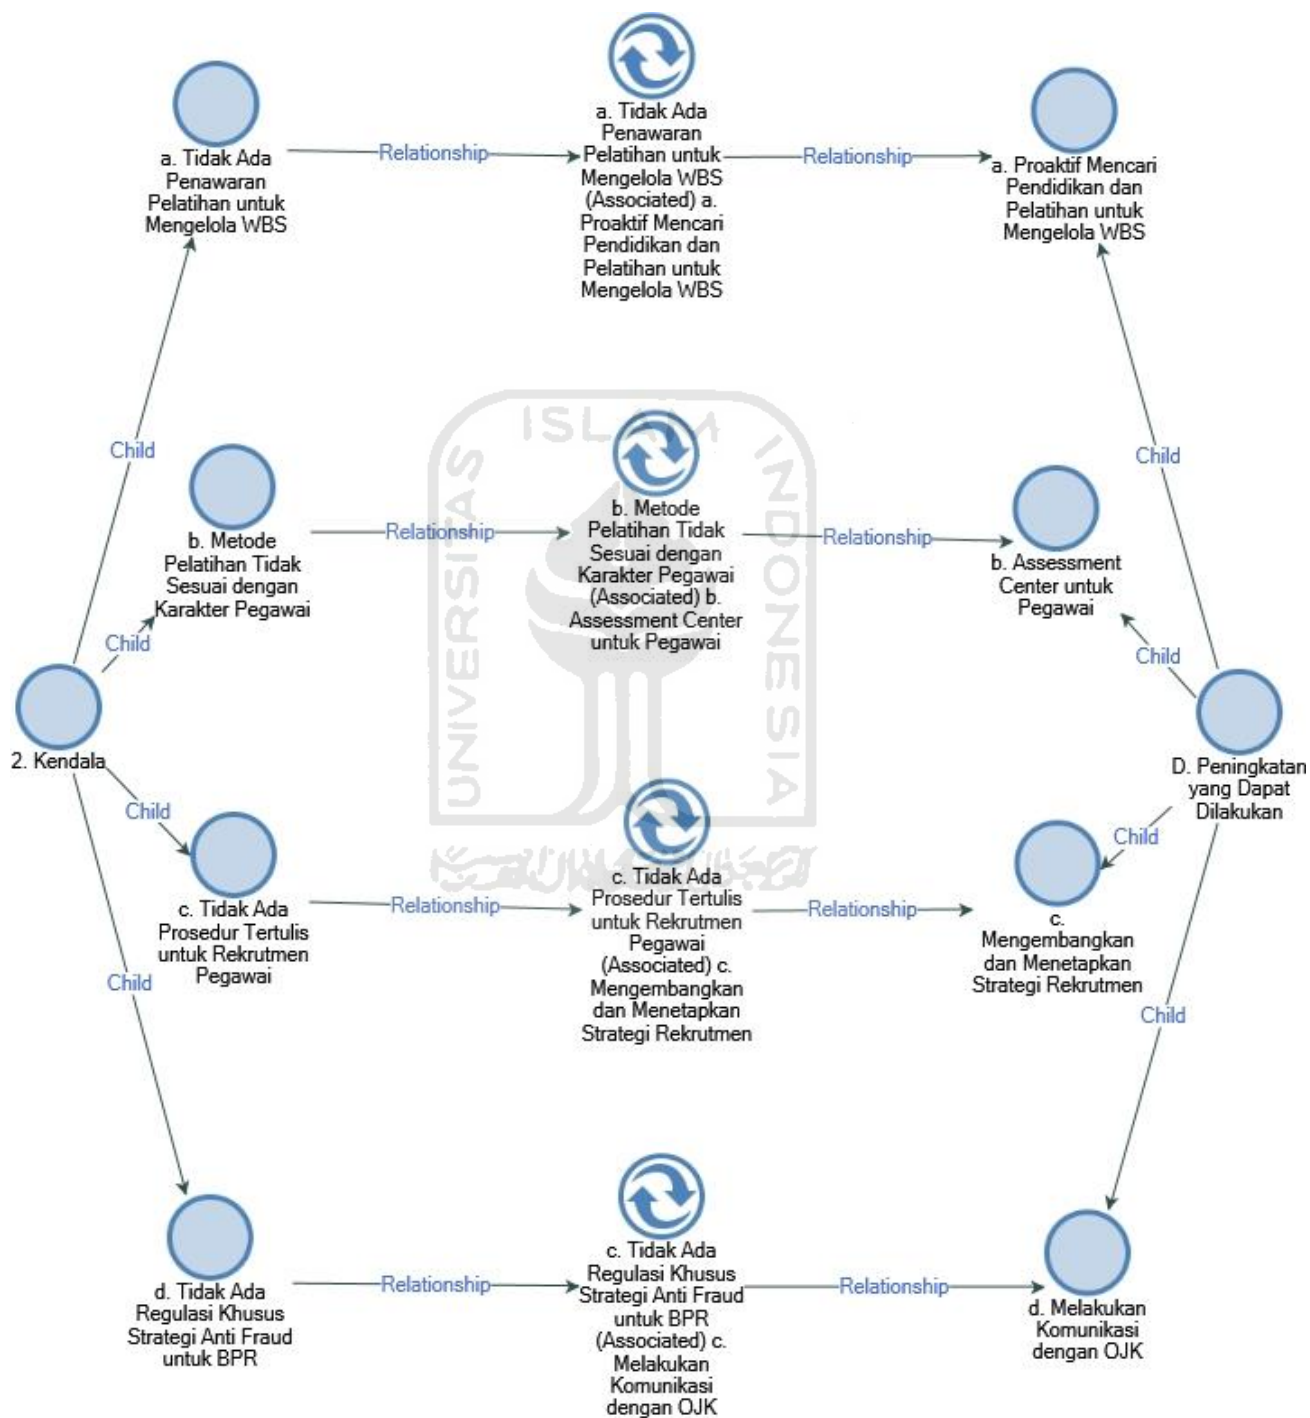 a. Tidak Ada
Penawaran
Pelatihan untuk
Mengelola WBS
Relationship
a. Tidak Ada
Penawaran
Pelatihan untuk
Mengelola WBS
(Associated) a.
Proaktif Mencari
Pendidikan dan
Pelatihan untuk
Mengelola WBS
Relationship
a. Proaktif Mencari
Pendidikan dan
Pelatihan untuk
Mengelola WBS
Child
Child
UNIVERSITAS
ISLAM
INDONESIA
b. Metode
Pelatihan Tidak
Sesuai dengan
Karakter Pegawai
Relationship
b. Metode
Pelatihan Tidak
Sesuai dengan
Karakter Pegawai
(Associated) b.
Assessment Center
untuk Pegawai
Relationship
b. Assessment
Center untuk
Pegawai
Child
Child
2. Kendala
D. Peningkatan
yang Dapat
Dilakukan
Child
Child
c. Tidak Ada
Prosedur Tertulis
untuk Rekrutmen
Pegawai
Relationship
c. Tidak Ada
Prosedur Tertulis
untuk Rekrutmen
Pegawai
(Associated) c.
Mengembangkan
dan Menetapkan
Strategi Rekrutmen
Relationship
c.
Mengembangkan
dan Menetapkan
Strategi Rekrutmen
Child
Child
d. Tidak Ada
Regulasi Khusus
Strategi Anti Fraud
untuk BPR
Relationship
c. Tidak Ada
Regulasi Khusus
Strategi Anti Fraud
untuk BPR
(Associated) c.
Melakukan
Komunikasi
dengan OJK
Relationship
d. Melakukan
Komunikasi
dengan OJK